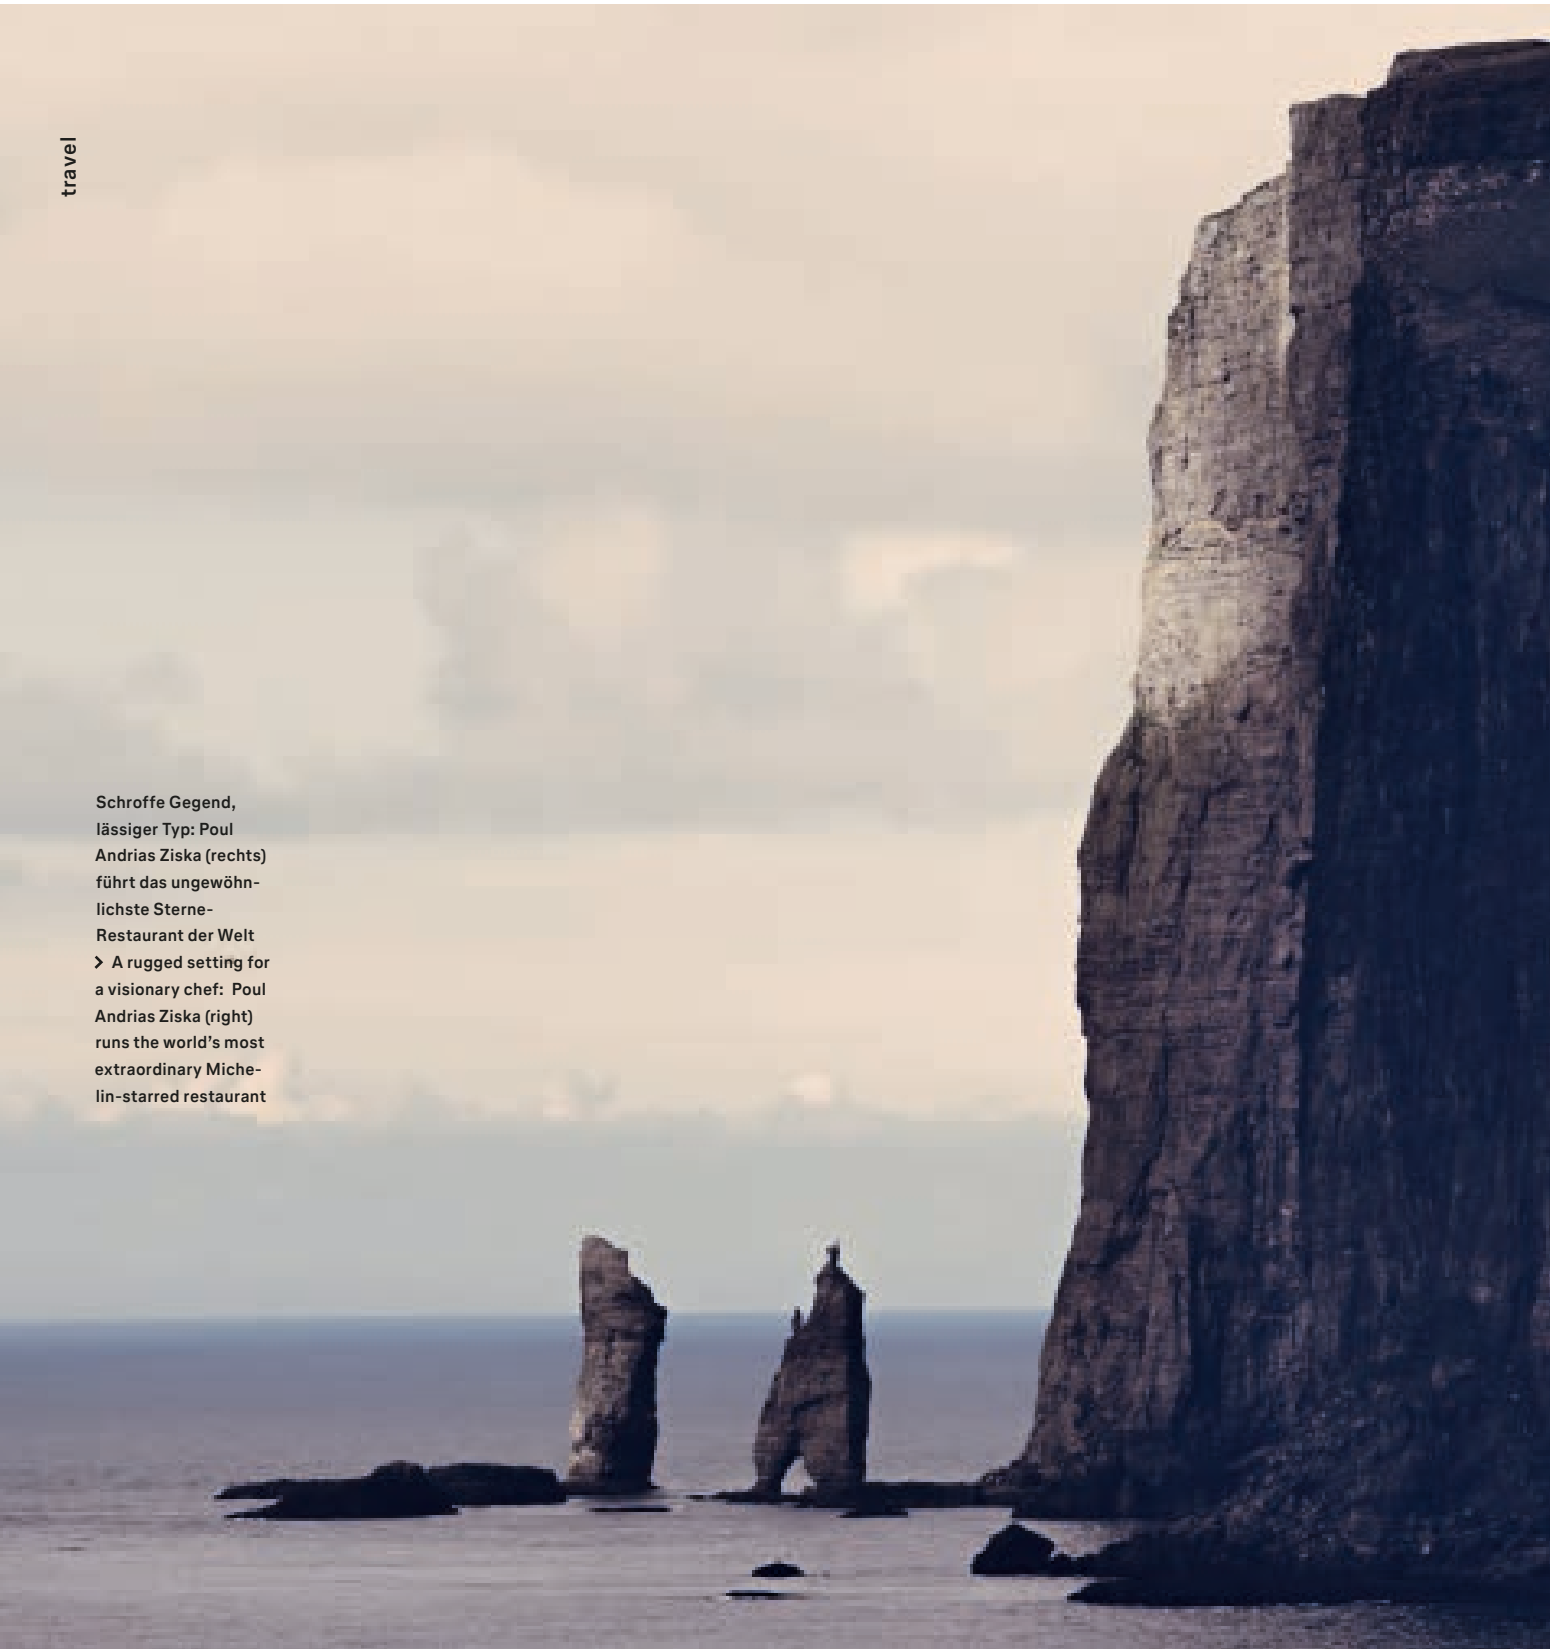 travel
Schroffe Gegend,
lässiger Typ: Poul
Andrias Ziska (rechts)
führt das ungewöhn-
lichste Sterne-
Restaurant der Welt
> A rugged setting for
a visionary chef: Poul
Andrias Ziska (right)
runs the world’s most
extraordinary Miche-
lin-starred restaurant